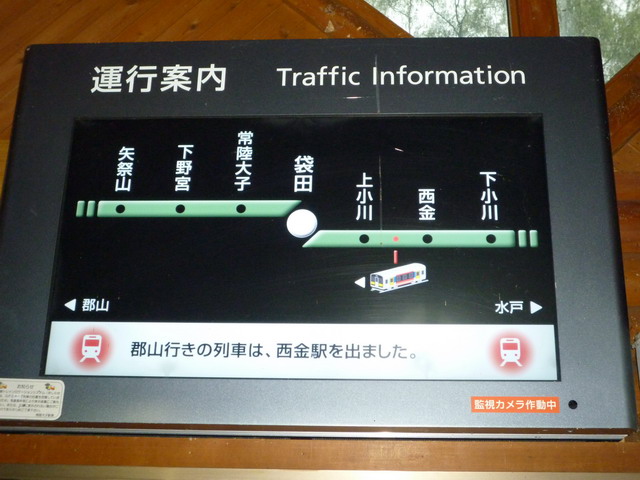 運行案内 Traffic Information
矢祭山
下野宮
常陸大子
袋田
上小川
西金
下小川
郡山
水戸
郡山行きの列車は、西金駅を出ました。
監視カメラ作動中